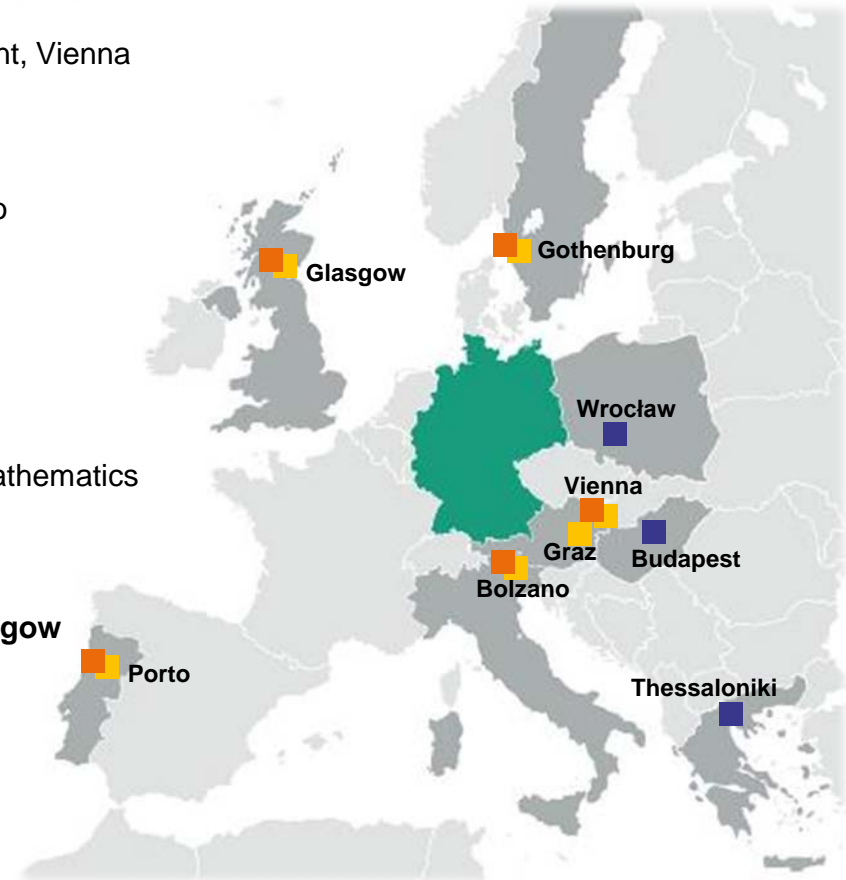 nt, Vienna
o
Gothenburg
Glasgow
Wrocław
athematics
Vienna
Graz
Budapest
Bolzano
gow
Porto
Thessaloniki